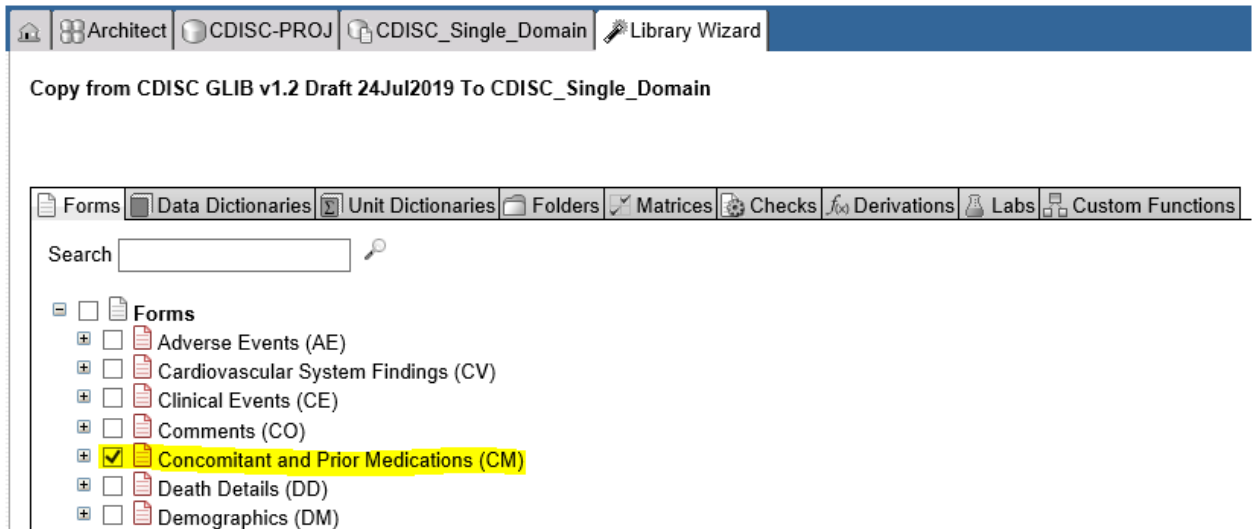 Architect CDISC-PROJ CDISC_Single_Domain Library Wizard
Copy from CDISC GLIB v1.2 Draft 24Jul2019 To CDISC_Single_Domain
Forms Data Dictionaries Unit Dictionaries Folders Matrices Checks f(x) Derivations Labs Custom Functions
Search
Forms
Adverse Events (AE)
Cardiovascular System Findings (CV)
Clinical Events (CE)
Comments (CO)
Concomitant and Prior Medications (CM)
Death Details (DD)
Demographics (DM)